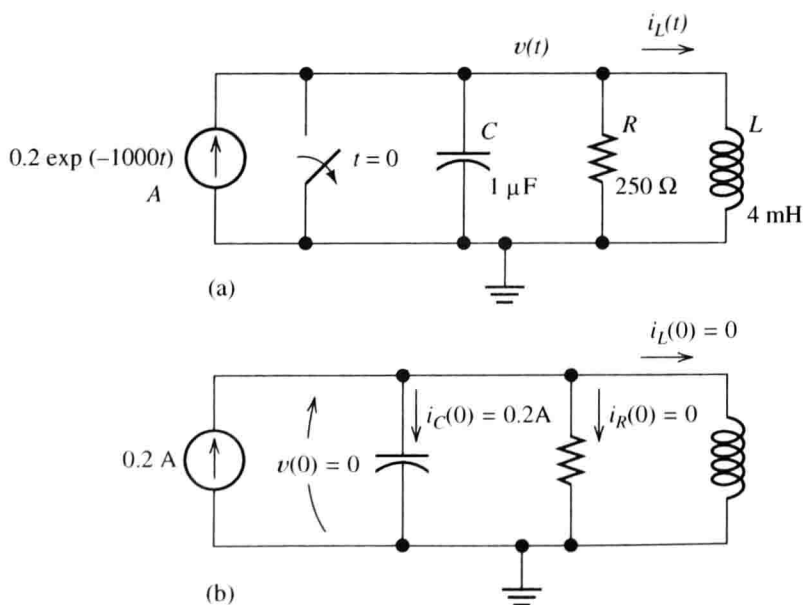 i_L(t)
v(t)
C
R
L
0.2 exp (−1000t)
A
t = 0
1 μF
250 Ω
4 mH
(a)
i_L(0) = 0
i_C(0) = 0.2A
i_R(0) = 0
0.2 A
v(0) = 0
(b)